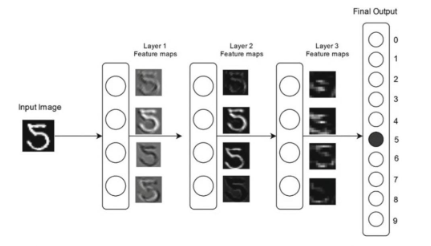 Final Output
Layer 1
Feature maps
Layer 2
Feature maps
Layer 3
Feature maps
Input Image
5
0
1
2
3
4
5
6
7
8
9